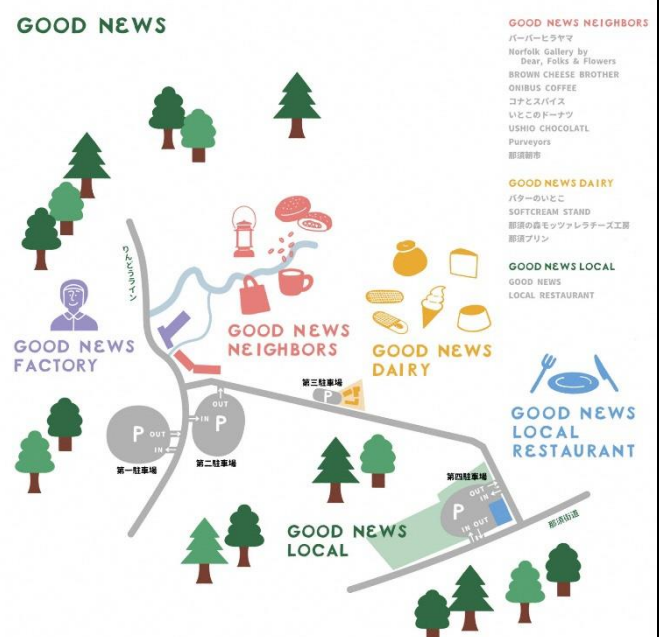 GOOD NEWS
GOOD NEWS NEIGHBORS
バーバーヒラヤマ
Norfolk Gallery by
Dear, Folks & Flowers
BROWN CHEESE BROTHER
ONIBUS COFFEE
コナとスパイス
いとこのドーナツ
USHIO CHOCOLATL
Purveyors
那須朝市
GOOD NEWS DAIRY
バターのいとこ
SOFTCREAM STAND
那須の森モッツァレラチーズ工房
那須プリン
GOOD NEWS LOCAL
GOOD NEWS
LOCAL RESTAURANT
りんどうライン
GOOD NEWS
FACTORY
GOOD NEWS
NEIGHBORS
GOOD NEWS
DAIRY
GOOD NEWS
LOCAL
RESTAURANT
第三駐車場
P
OUT
IN
P
P
OUT
IN
第一駐車場
第二駐車場
第四駐車場
OUT
IN
P
IN OUT
那須街道
GOOD NEWS
LOCAL